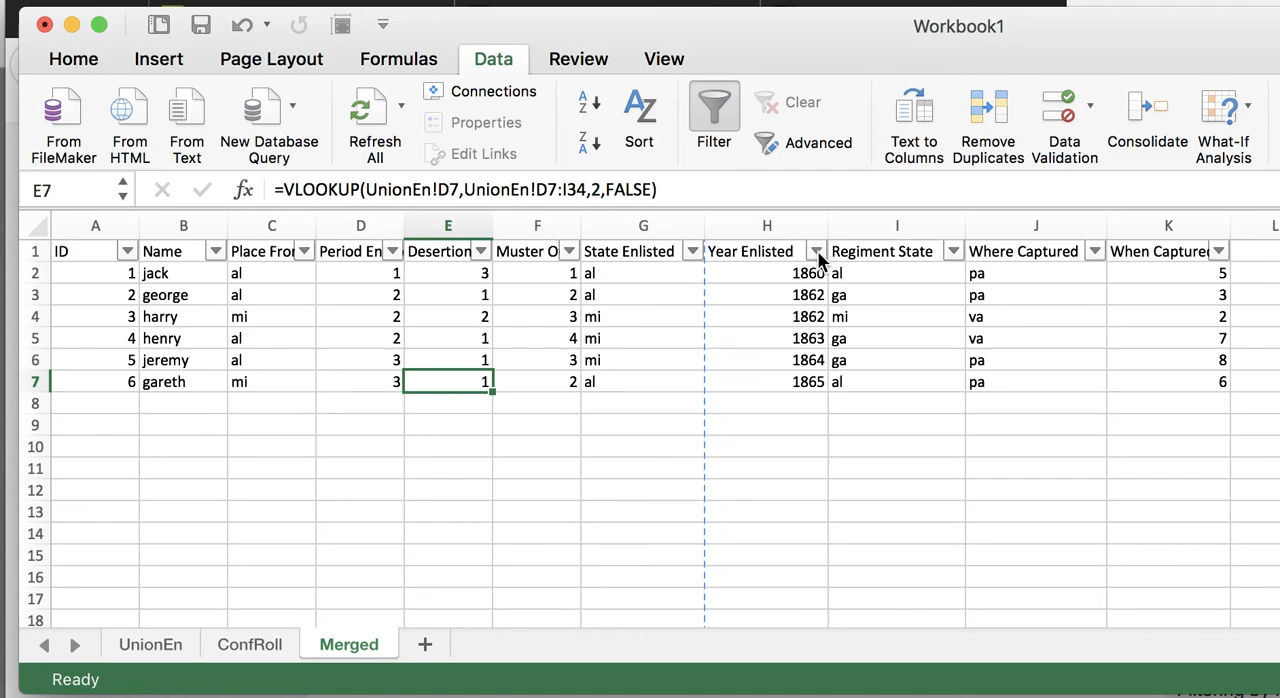 Workbook1
Home Insert Page Layout Formulas Data Review View
From FileMaker
From HTML
From Text
New Database Query
Refresh All
Connections
Properties
Edit Links
A Z
Z A
A Z
Sort
Filter
Clear
Advanced
Text to Columns
Remove Duplicates
Data Validation
Consolidate
What-If Analysis
E7 fx =VLOOKUP(UnionEn!D7,UnionEn!D7:I34,2,FALSE)
A B C D E F G H I J K L
1 ID Name Place From Period En Desertion Muster O State Enlisted Year Enlisted Regiment State Where Captured When Capture
2 1 jack al 1 3 1 al 1860 al pa 5
3 2 george al 2 1 2 al 1862 ga pa 3
4 3 harry mi 2 2 3 mi 1862 mi va 2
5 4 henry al 2 1 4 mi 1863 ga va 7
6 5 jeremy al 3 1 3 mi 1864 ga pa 8
7 6 gareth mi 3 1 2 al 1865 al pa 6
8
9
10
11
12
13
14
15
16
17
18
UnionEn ConfRoll Merged +
Ready